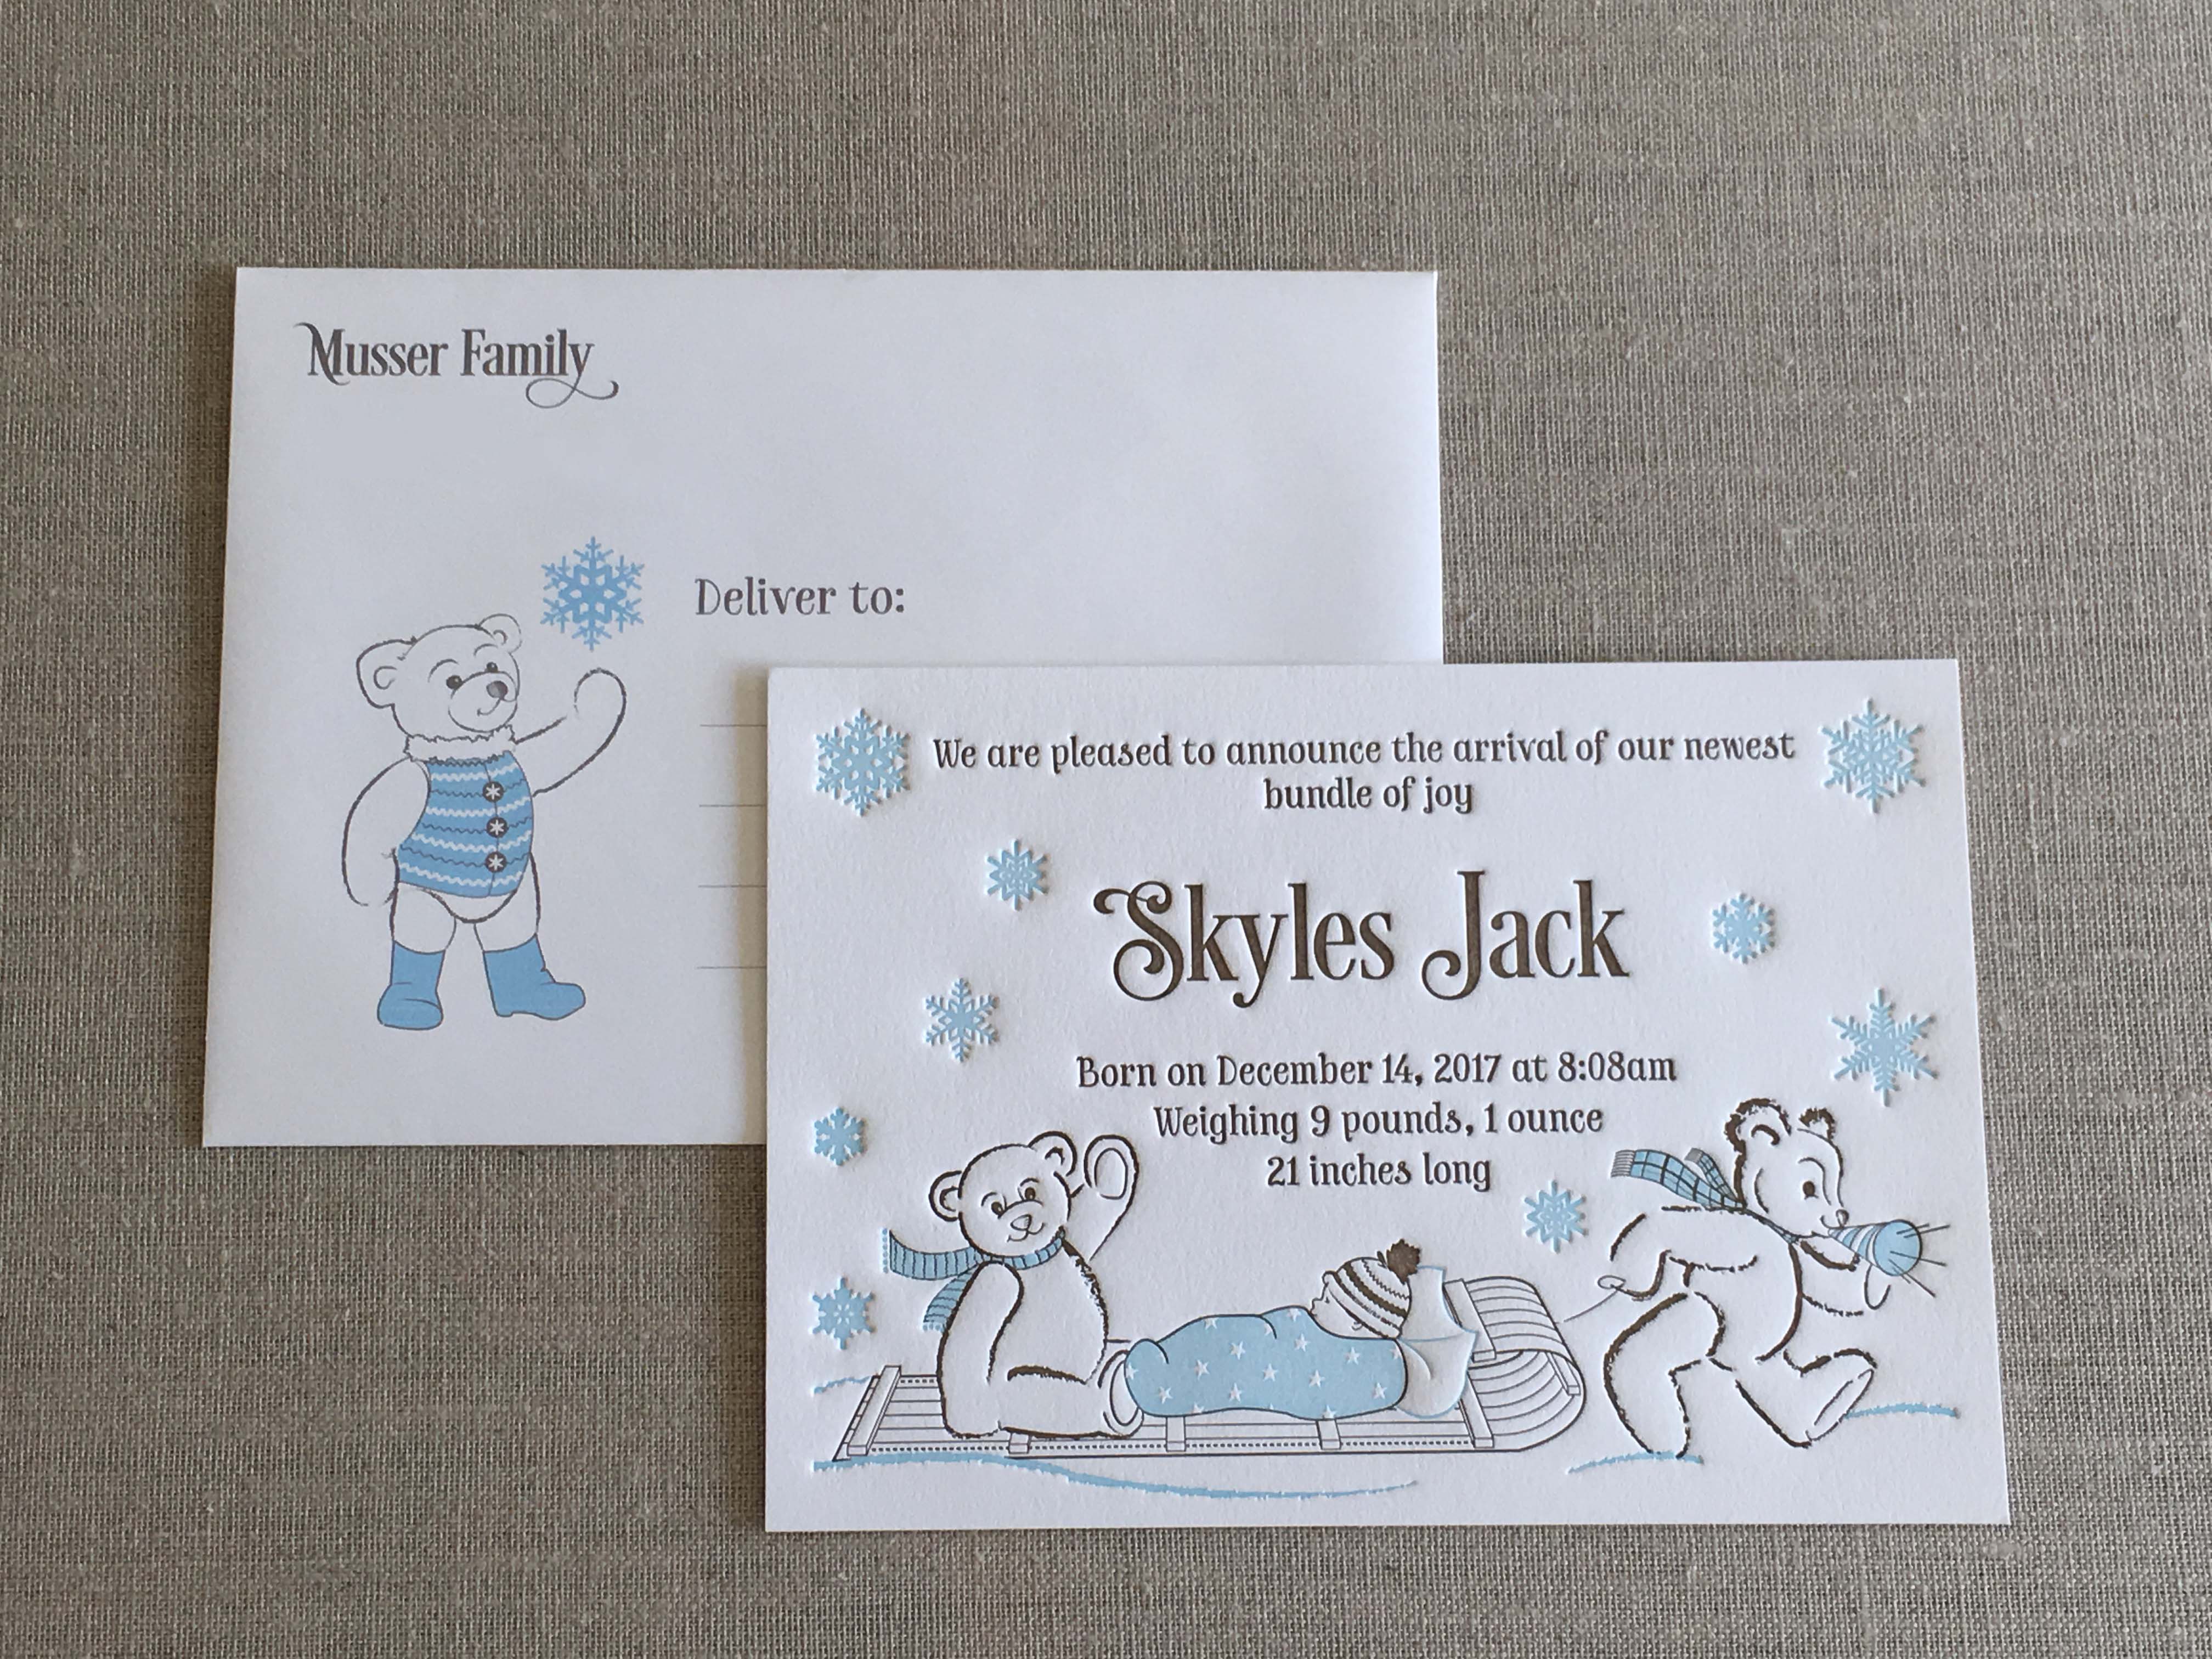 Musser Family
Deliver to:
We are pleased to announce the arrival of our newest
bundle of joy
Skyles Jack
Born on December 14, 2017 at 8:08am
Weighing 9 pounds, 1 ounce
21 inches long